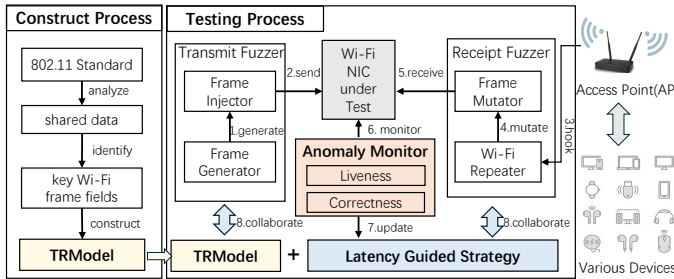 Construct Process
802.11 Standard
analyze
shared data
identify
key Wi-Fi
frame fields
construct
TRModel
Testing Process
Transmit Fuzzer
Frame
Injector
1.generate
Frame
Generator
2.send
Wi-Fi
NIC
under
Test
5.receive
6. monitor
Anomaly Monitor
Liveness
Correctness
7.update
Receipt Fuzzer
Frame
Mutator
4.mutate
Wi-Fi
Repeater
3.hook
8.collaborate
8.collaborate
TRModel
+
Latency Guided Strategy
Access Point(AP
Various Devices